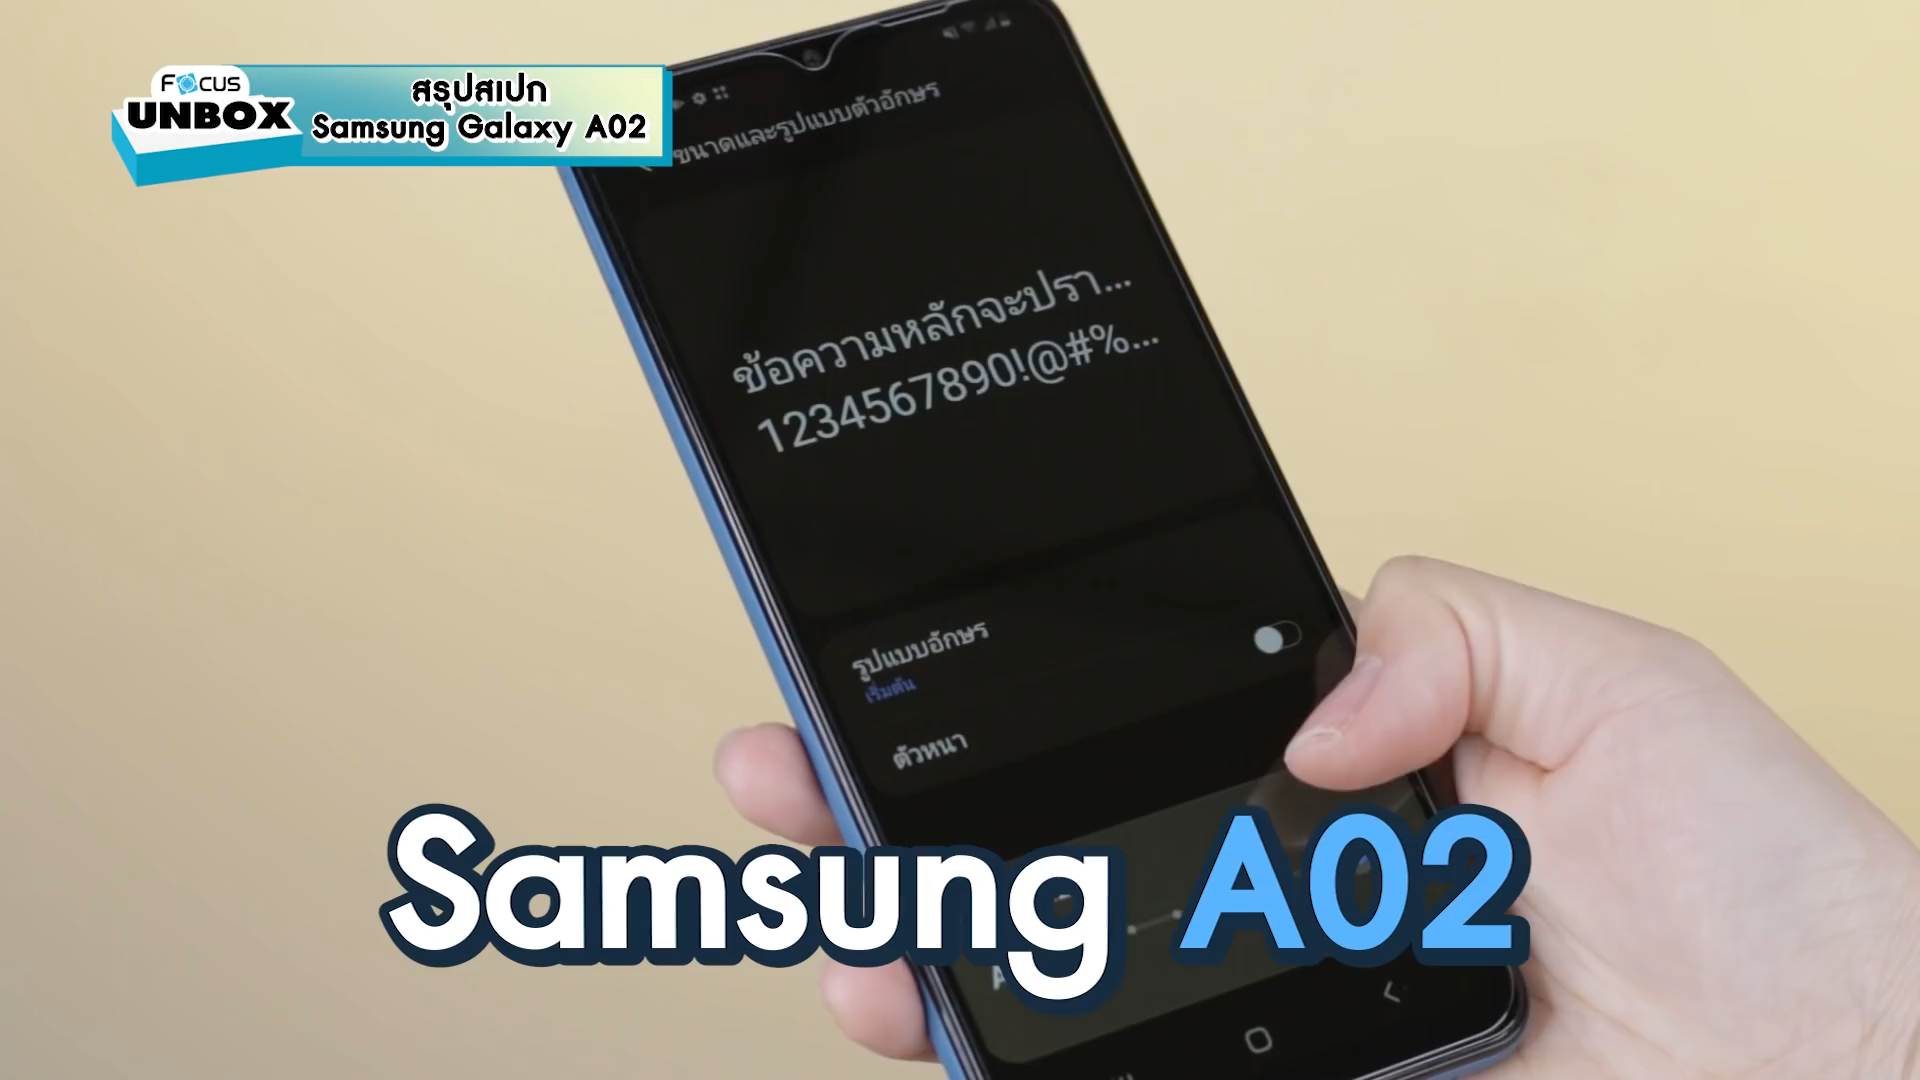 FOCUS
UNBOX
สรุปสเปก
Samsung Galaxy A02
ขนาดและรูปแบบตัวอักษร
ข้อความหลักจะปรา...
1234567890!@#%...
รูปแบบอักษร
เริ่มต้น
ตัวหนา
Samsung A02